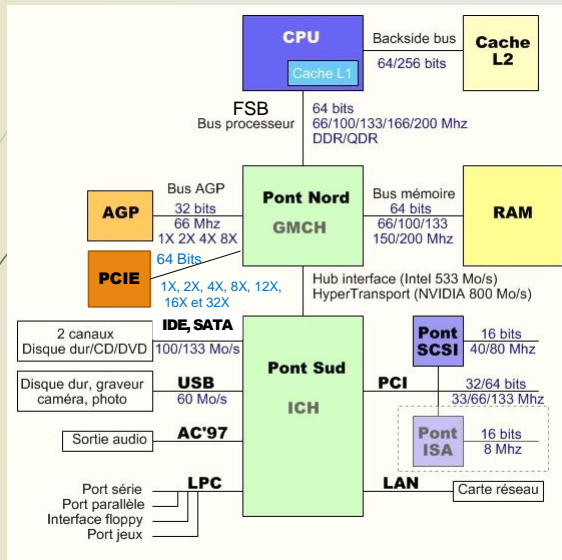 CPU
Cache L1
Backside bus
64/256 bits
Cache
L2
FSB
Bus processeur
64 bits
66/100/133/166/200 Mhz
DDR/QDR
AGP
Bus AGP
32 bits
66 Mhz
1X 2X 4X 8X
Pont Nord
GMCH
Bus mémoire
64 bits
66/100/133
150/200 Mhz
RAM
PCIE
64 Bits
1X, 2X, 4X, 8X, 12X,
16X et 32X
Hub interface (Intel 533 Mo/s)
HyperTransport (NVIDIA 800 Mo/s)
2 canaux
Disque dur/CD/DVD
IDE, SATA
100/133 Mo/s
Pont Sud
ICH
Pont
SCSI
16 bits
40/80 Mhz
Disque dur, graveur
caméra, photo
USB
60 Mo/s
PCI
32/64 bits
33/66/133 Mhz
Sortie audio
AC'97
Pont
ISA
16 bits
8 Mhz
Port série
Port parallèle
Interface floppy
Port jeux
LPC
LAN
Carte réseau